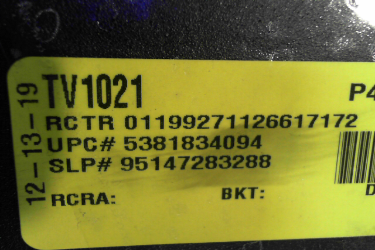 12-13-19
TV1021
P4
RCTR 01199271126617172
UPC# 5381834094
SLP# 95147283288
RCRA: BKT: D